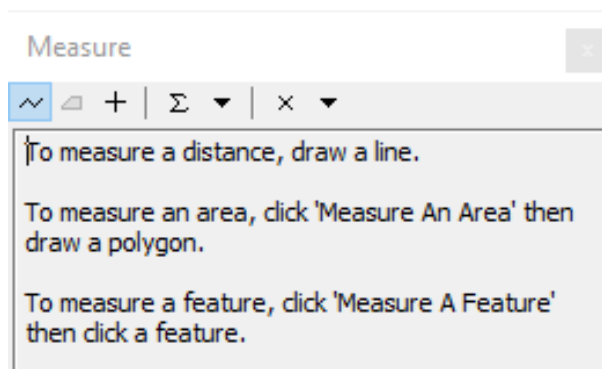 Measure
Σ
To measure a distance, draw a line.
To measure an area, click 'Measure An Area' then
draw a polygon.
To measure a feature, click 'Measure A Feature'
then click a feature.